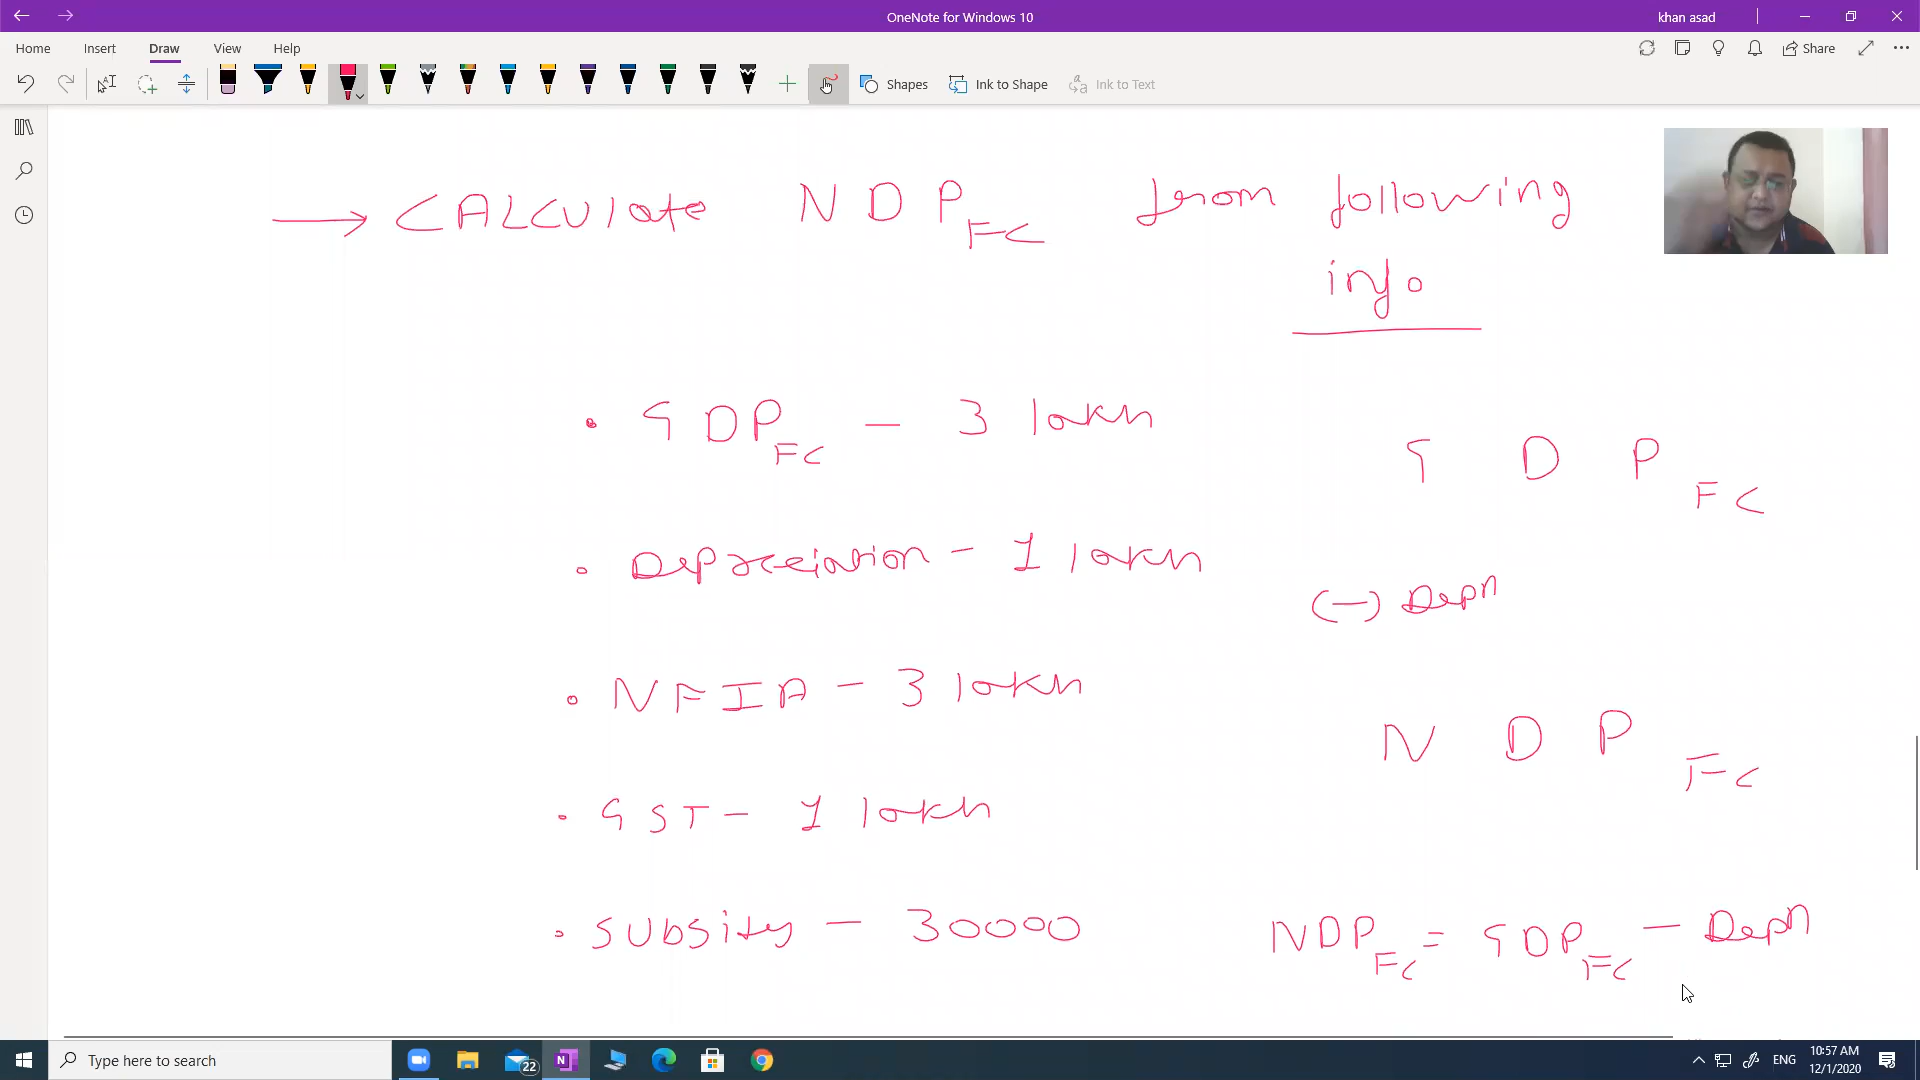 OneNote for Windows 10
khan asad
Home Insert Draw View Help
Share
Shapes Ink to Shape Ink to Text
→ CALCUlate NDP FC from following
info
• GDP FC — 3 lakh
GDP FC
• Depreciation - 1 lakh
(-) Depn
• NFIA - 3 lakh
NDP FC
• GST - 1 lakh
• SUbSity - 30000
NDP FC = GDP FC - Depn
Type here to search
22
ENG
10:57 AM
12/1/2020